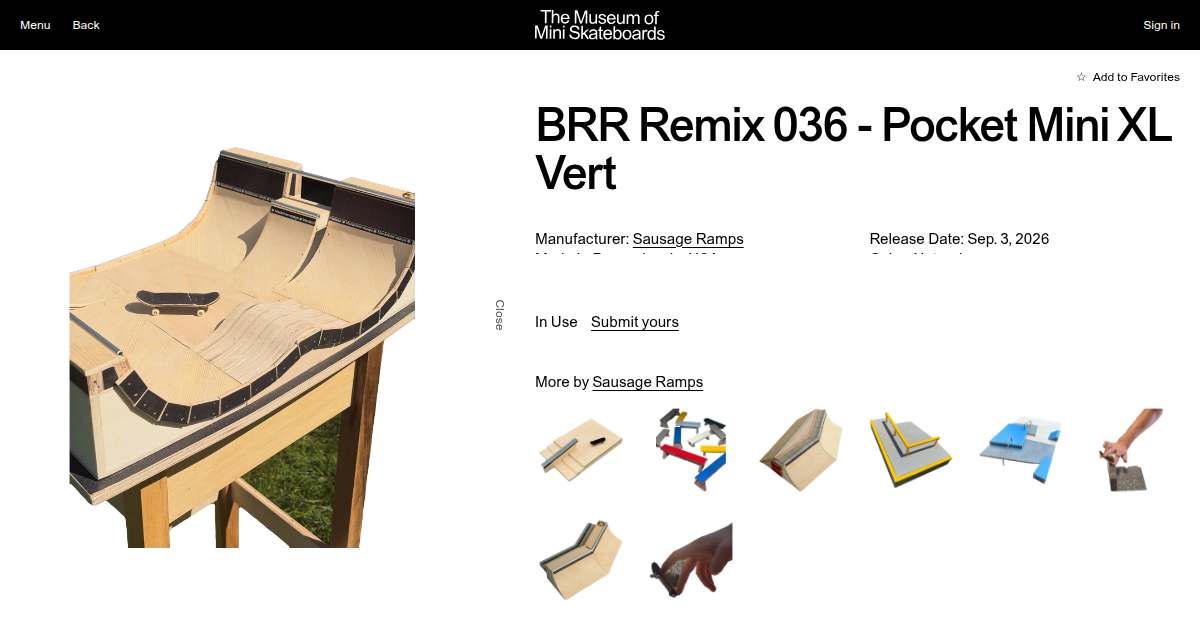 Menu
Back
The Museum of
Mini Skateboards
Sign in
☆ Add to Favorites
BRR Remix 036 - Pocket Mini XL
Vert
Manufacturer: Sausage Ramps
Release Date: Sep. 3, 2026
Close
In Use Submit yours
More by Sausage Ramps